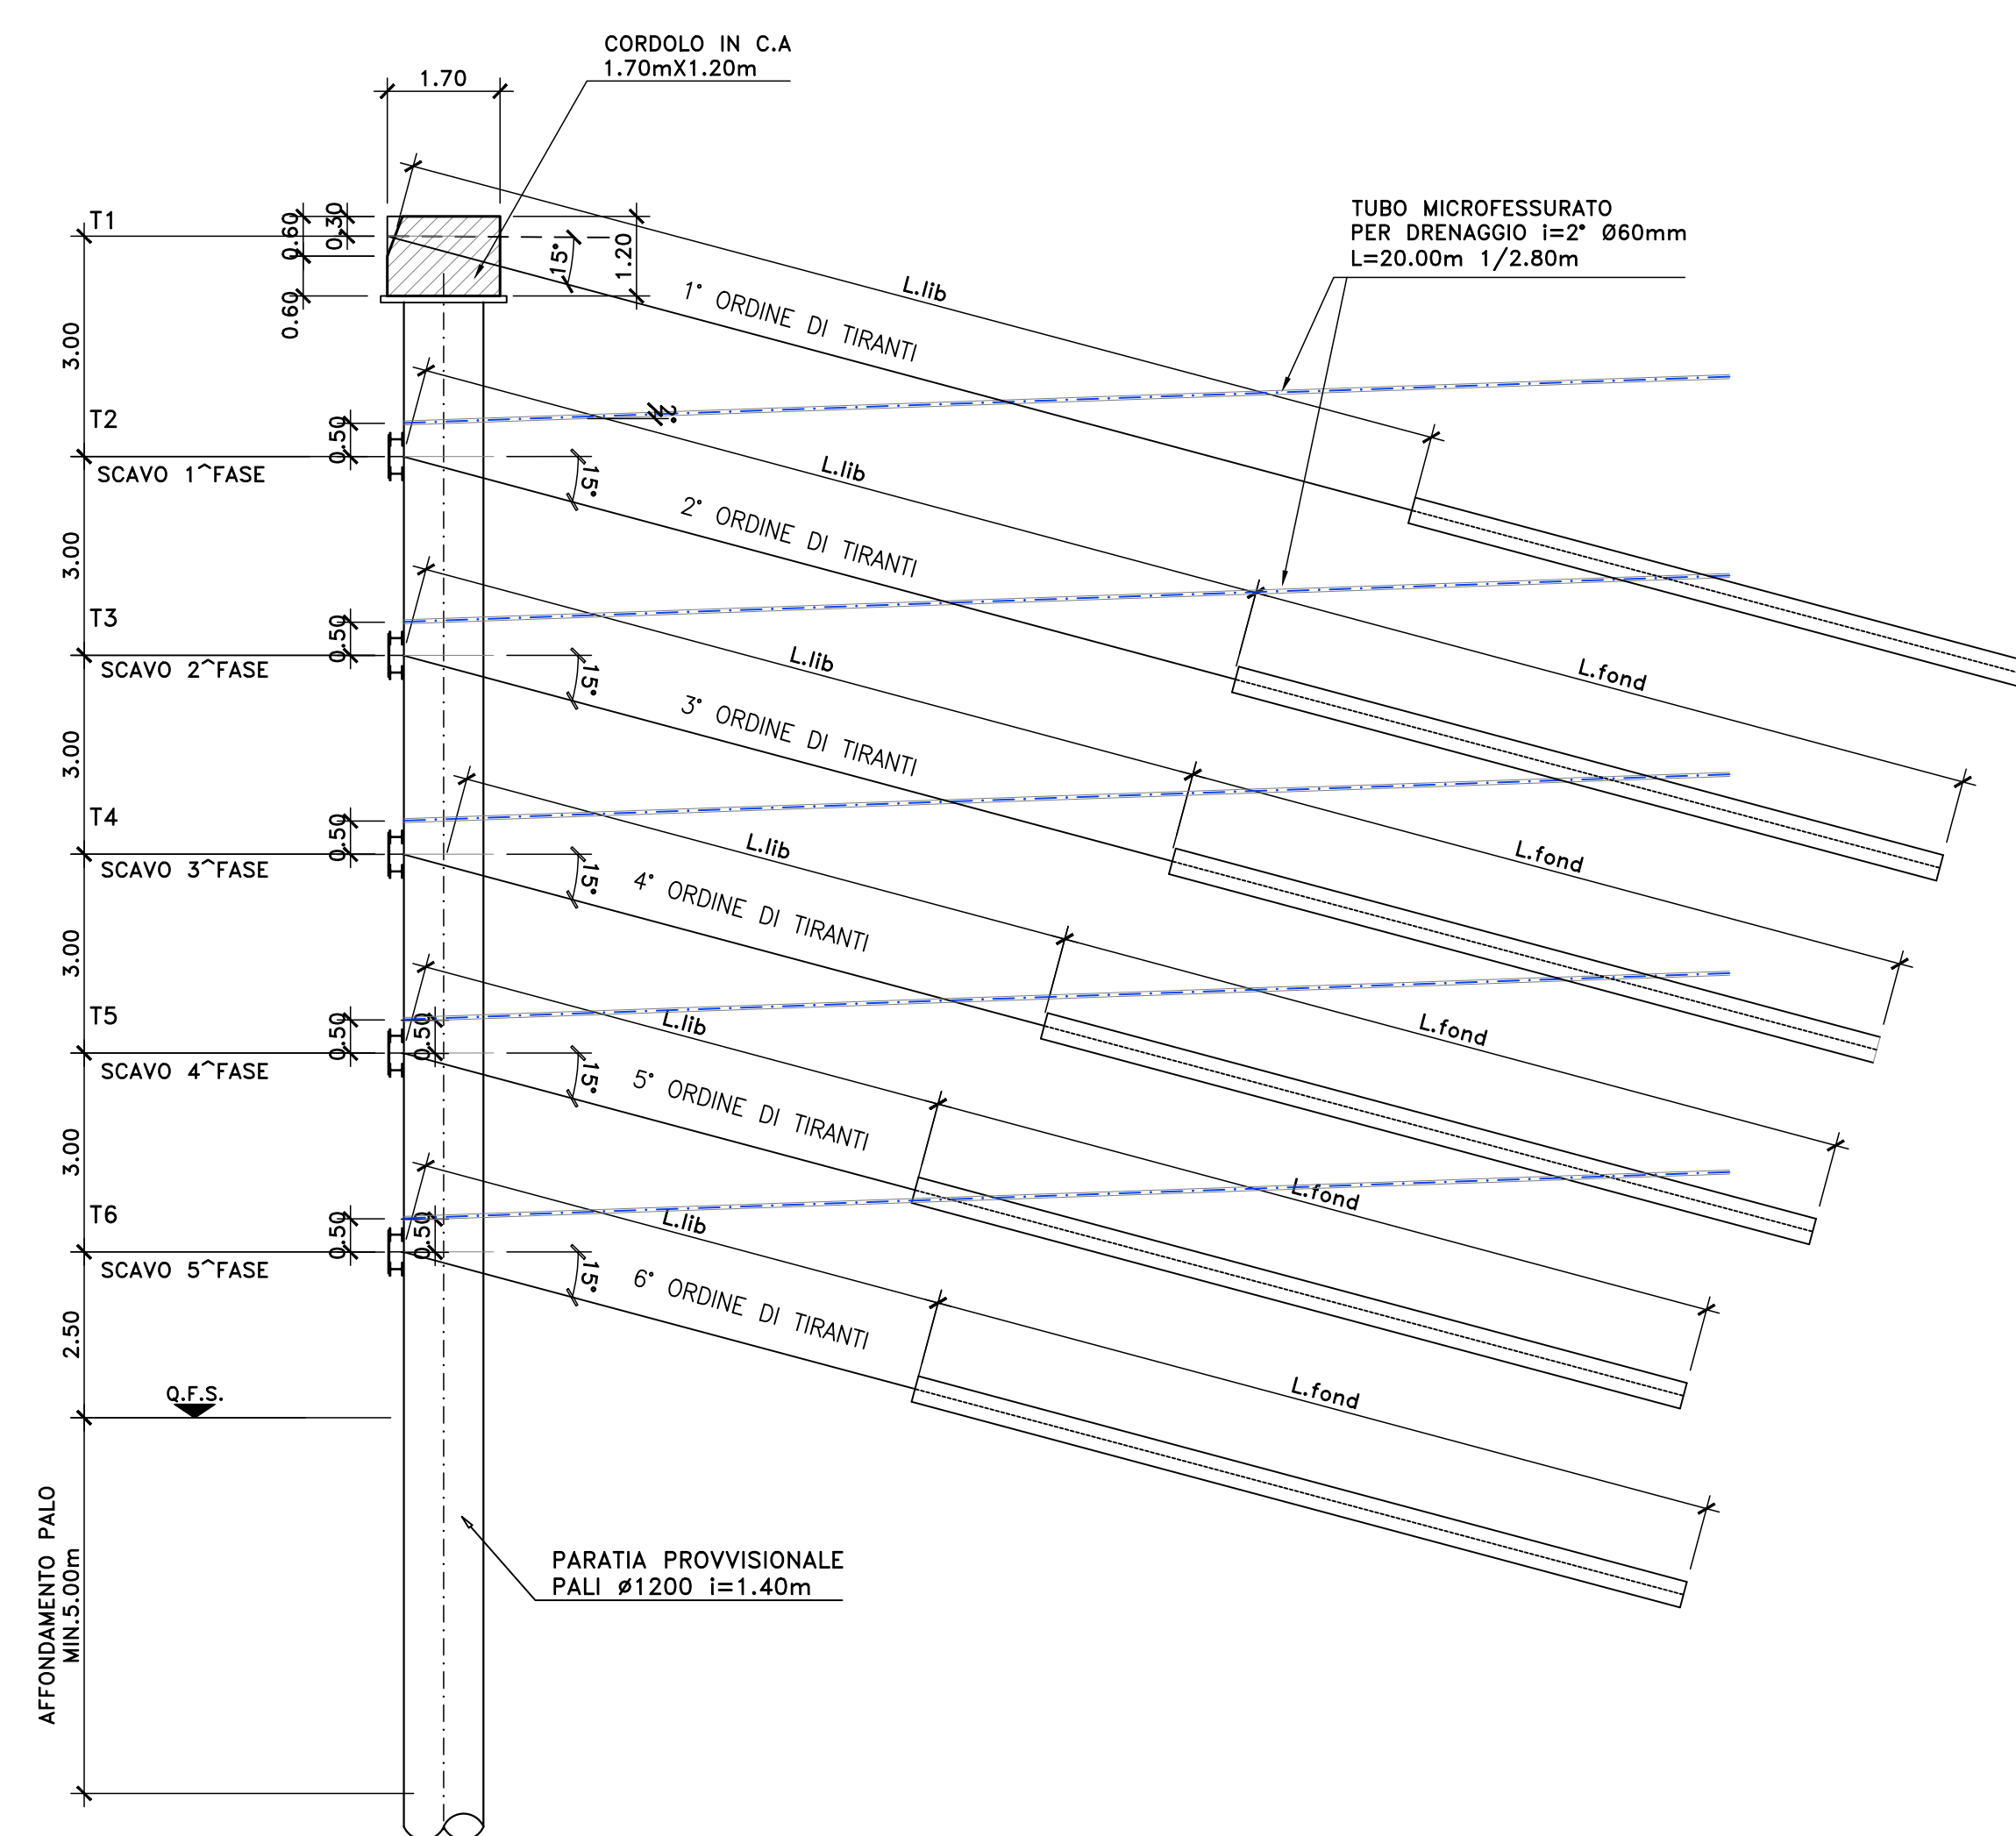 CORDOLO IN C.A
1.70mX1.20m
1.70
TUBO MICROFESSURATO
PER DRENAGGIO i=2° Ø60mm
L=20.00m 1/2.80m
T1
0.60
0.30
0.60
15°
1.20
L.lib
1° ORDINE DI TIRANTI
3.00
T2
0.50
2°
SCAVO 1^FASE
15°
L.lib
2° ORDINE DI TIRANTI
L.fond
3.00
T3
0.50
SCAVO 2^FASE
15°
L.lib
3° ORDINE DI TIRANTI
L.fond
3.00
T4
0.50
SCAVO 3^FASE
15°
L.lib
4° ORDINE DI TIRANTI
L.fond
3.00
T5
0.50
0.50
SCAVO 4^FASE
15°
L.lib
5° ORDINE DI TIRANTI
L.fond
3.00
T6
0.50
0.50
SCAVO 5^FASE
15°
L.lib
6° ORDINE DI TIRANTI
L.fond
2.50
Q.F.S.
AFFONDAMENTO PALO
MIN.5.00m
PARATIA PROVVISIONALE
PALI ø1200 i=1.40m